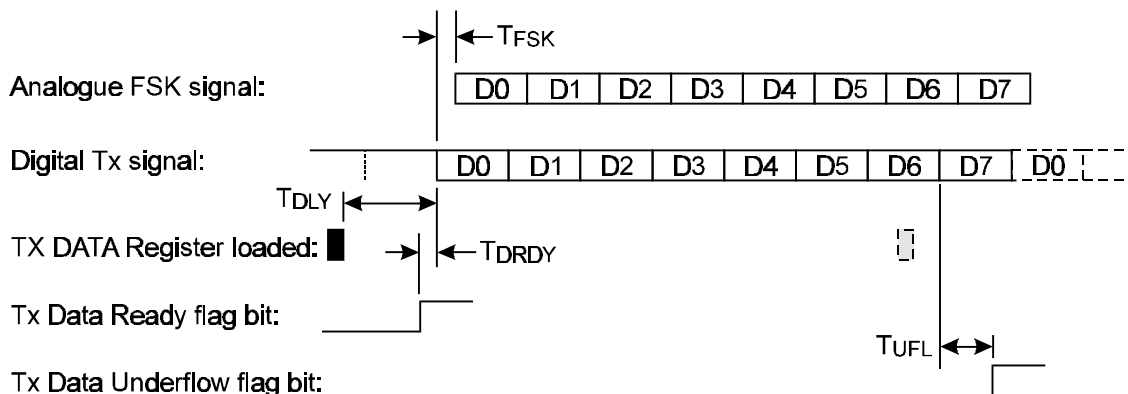 TFSK
Analogue FSK signal: D0 D1 D2 D3 D4 D5 D6 D7
Digital Tx signal: D0 D1 D2 D3 D4 D5 D6 D7 D0
TDLY
TX DATA Register loaded: TDRDY
Tx Data Ready flag bit:
TUFL
Tx Data Underflow flag bit: